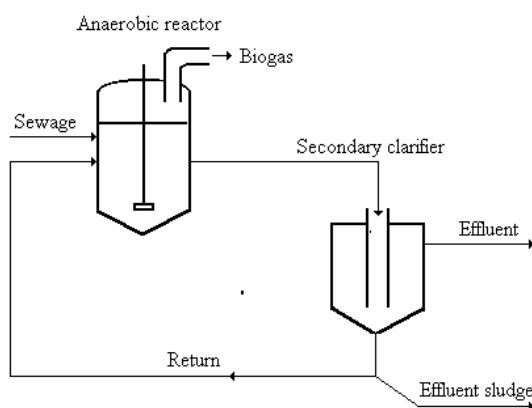 Anaerobic reactor
Biogas
Sewage
Secondary clarifier
Effluent
Return
Effluent sludge